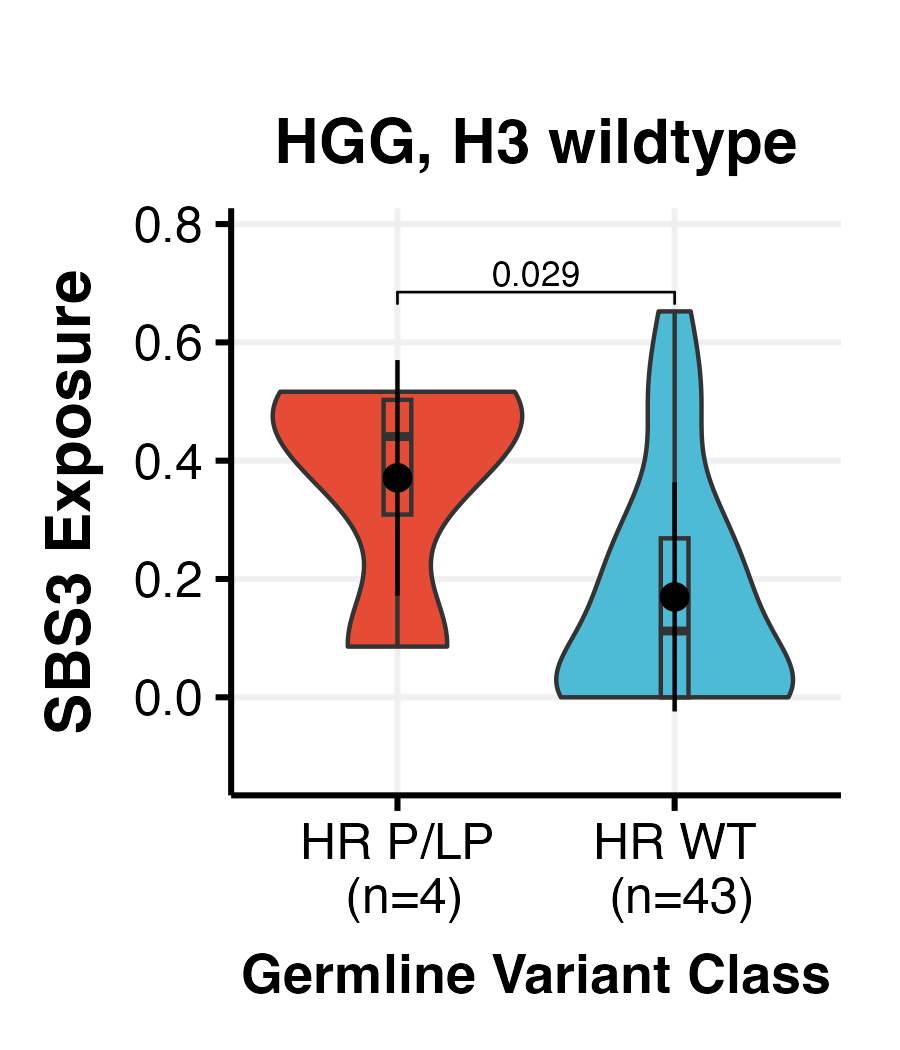 HGG, H3 wildtype
SBS3 Exposure
0.8
0.6
0.4
0.2
0.0
0.029
HR P/LP
(n=4)
HR WT
(n=43)
Germline Variant Class